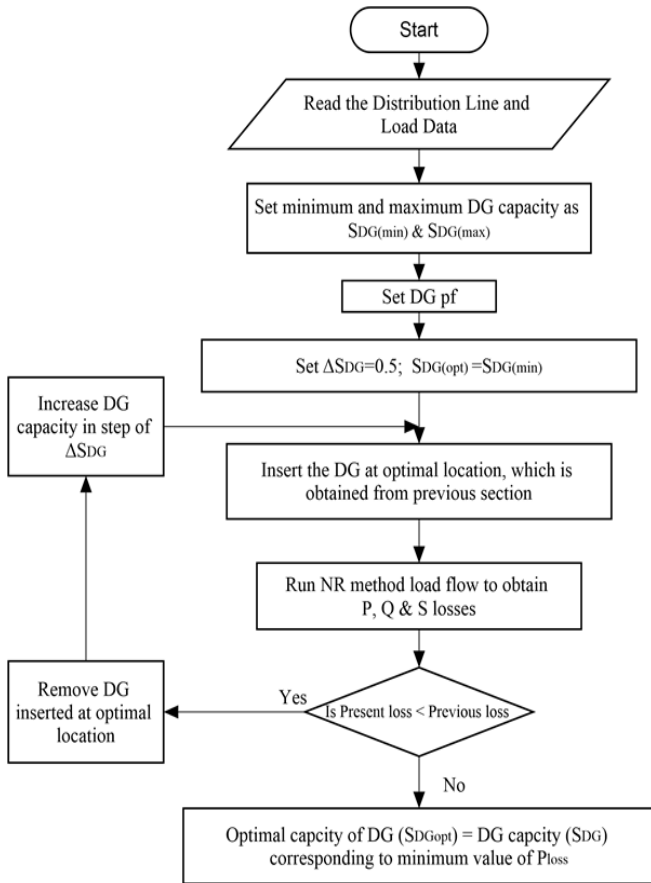 Start
Read the Distribution Line and
Load Data
Set minimum and maximum DG capacity as
SDG(min) & SDG(max)
Set DG pf
Set ΔSDG=0.5; SDG(opt) =SDG(min)
Increase DG
capacity in step of
ΔSDG
Insert the DG at optimal location, which is
obtained from previous section
Run NR method load flow to obtain
P, Q & S losses
Remove DG
inserted at optimal
location
Yes
Is Present loss < Previous loss
No
Optimal capcity of DG (SDGopt) = DG capcity (SDG)
corresponding to minimum value of Ploss